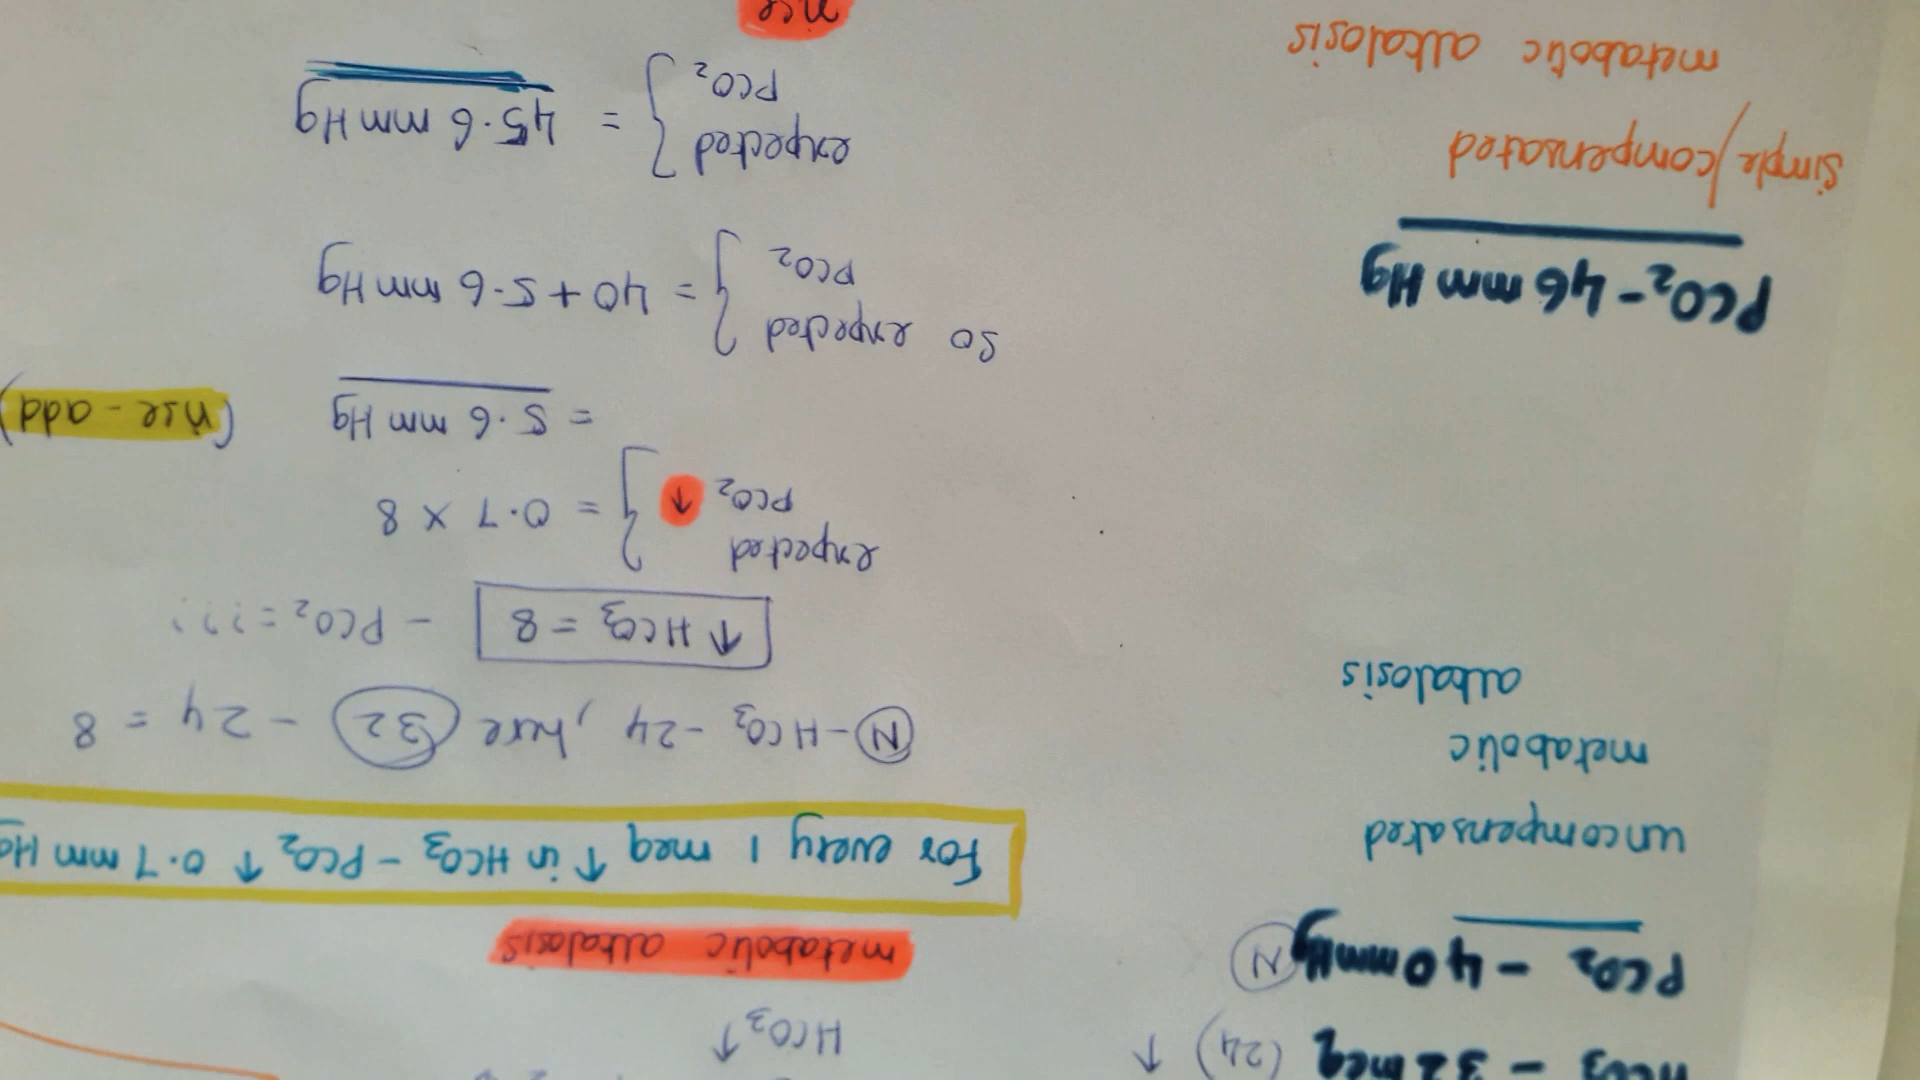 HCO3 - 32 meq (24) ↑
PCO2 - 40 mmHg (N)
uncompensated
metabolic
alkalosis
PCO2 - 46 mm Hg
simple/compensated
metabolic alkalosis
HCO3 ↑
metabolic alkalosis
For every 1 meq ↑ in HCO3 - PCO2 ↑ 0.7 mm Hg
(N) - HCO3 - 24, here 32 - 24 = 8
↑ HCO3 = 8 - PCO2 = ???
expected
PCO2 ↑ } = 0.7 x 8
= 5.6 mm Hg (rise - add)
So expected
PCO2 } = 40 + 5.6 mm Hg
expected
PCO2 } = 45.6 mm Hg
rise